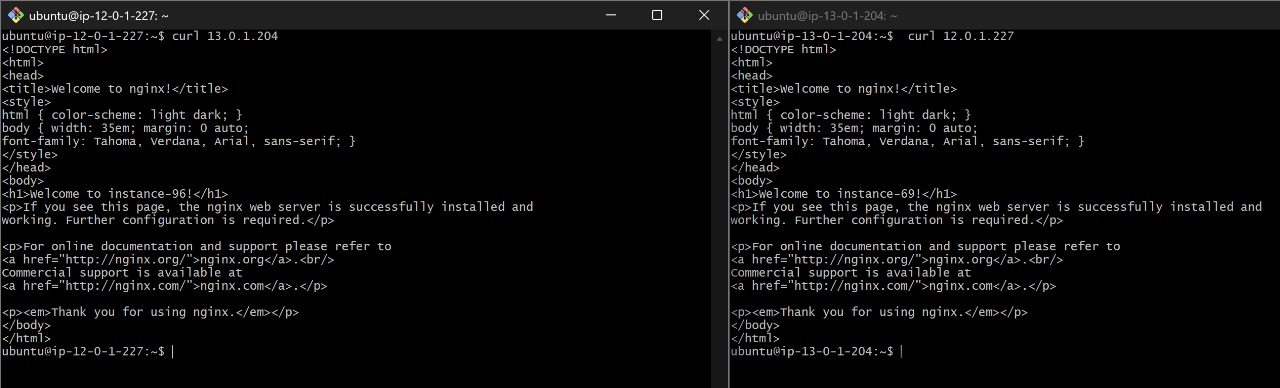 ubuntu@ip-12-0-1-227: ~
ubuntu@ip-12-0-1-227:~$ curl 13.0.1.204
<!DOCTYPE html>
<html>
<head>
<title>Welcome to nginx!</title>
<style>
html { color-scheme: light dark; }
body { width: 35em; margin: 0 auto;
font-family: Tahoma, Verdana, Arial, sans-serif; }
</style>
</head>
<body>
<h1>Welcome to instance-96!</h1>
<p>If you see this page, the nginx web server is successfully installed and
working. Further configuration is required.</p>

<p>For online documentation and support please refer to
<a href="http://nginx.org/">nginx.org</a>.<br/>
Commercial support is available at
<a href="http://nginx.com/">nginx.com</a>.</p>

<p><em>Thank you for using nginx.</em></p>
</body>
</html>
ubuntu@ip-12-0-1-227:~$
ubuntu@ip-13-0-1-204: ~
ubuntu@ip-13-0-1-204:~$  curl 12.0.1.227
<!DOCTYPE html>
<html>
<head>
<title>Welcome to nginx!</title>
<style>
html { color-scheme: light dark; }
body { width: 35em; margin: 0 auto;
font-family: Tahoma, Verdana, Arial, sans-serif; }
</style>
</head>
<body>
<h1>Welcome to instance-69!</h1>
<p>If you see this page, the nginx web server is successfully installed and
working. Further configuration is required.</p>

<p>For online documentation and support please refer to
<a href="http://nginx.org/">nginx.org</a>.<br/>
Commercial support is available at
<a href="http://nginx.com/">nginx.com</a>.</p>

<p><em>Thank you for using nginx.</em></p>
</body>
</html>
ubuntu@ip-13-0-1-204:~$